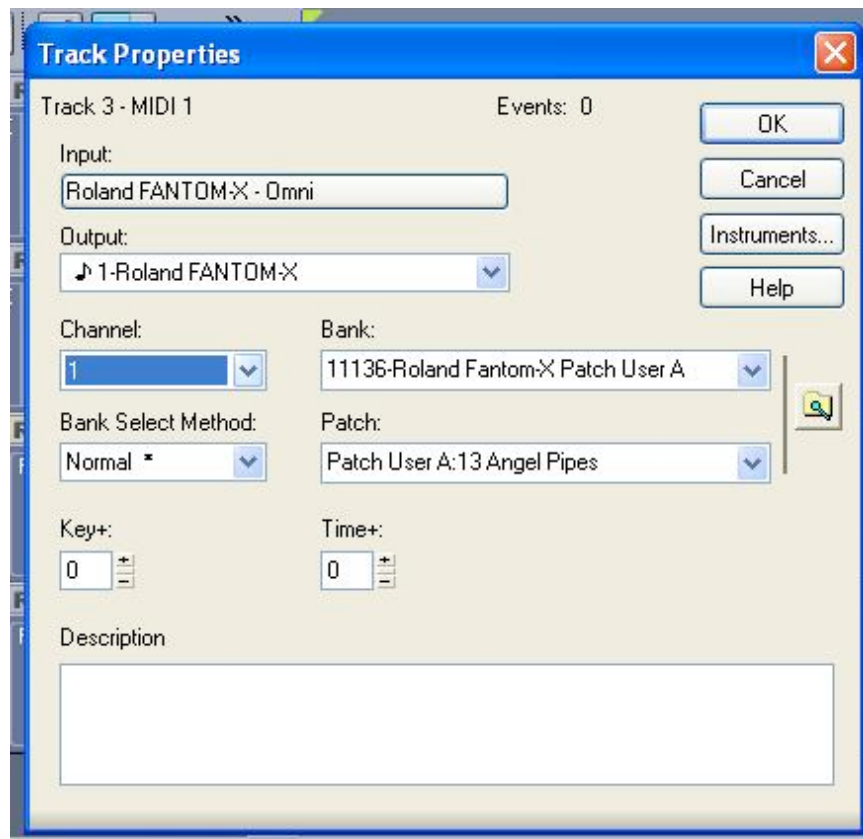 Track Properties
Track 3 - MIDI 1 Events: 0
OK
Input:
Roland FANTOM-X - Omni
Cancel
Output:
1-Roland FANTOM-X
Instruments...
Help
Channel: Bank:
1 11136-Roland Fantom-X Patch User A
Bank Select Method: Patch:
Normal * Patch User A:13 Angel Pipes
Key+: Time+:
0 0
Description